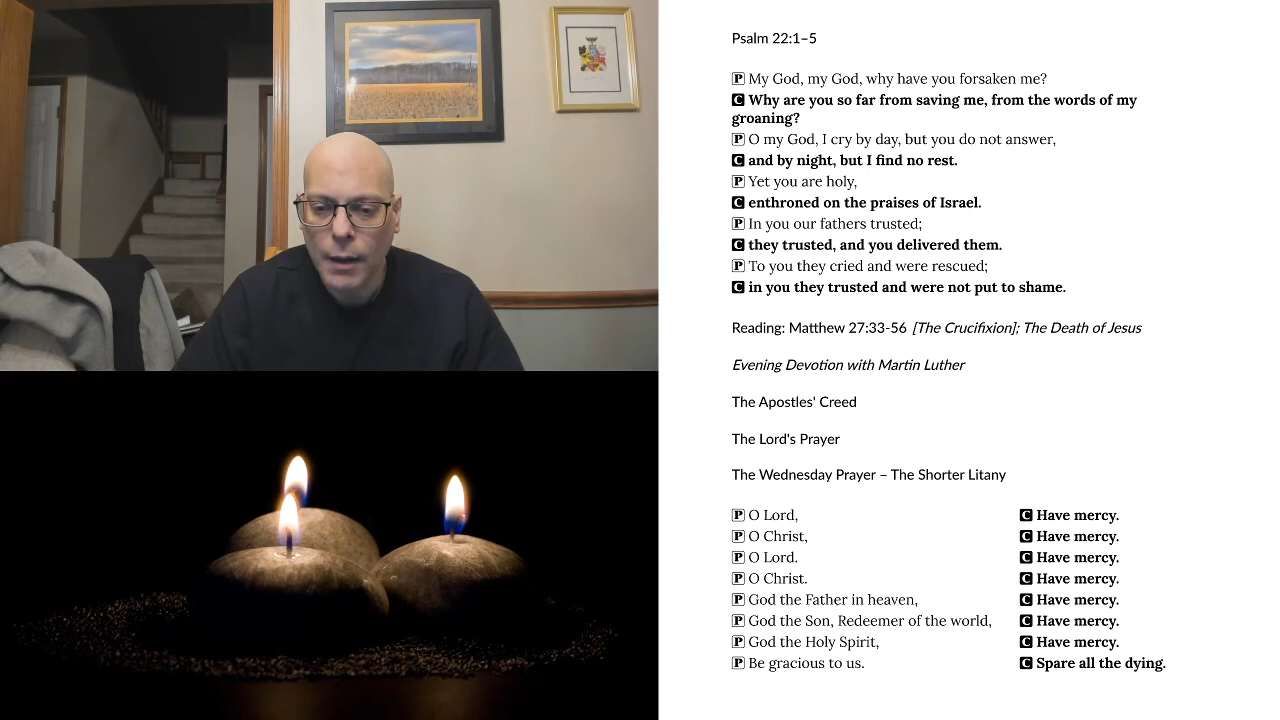 Psalm 22:1–5
P My God, my God, why have you forsaken me?
C Why are you so far from saving me, from the words of my
groaning?
P O my God, I cry by day, but you do not answer,
C and by night, but I find no rest.
P Yet you are holy,
C enthroned on the praises of Israel.
P In you our fathers trusted;
C they trusted, and you delivered them.
P To you they cried and were rescued;
C in you they trusted and were not put to shame.
Reading: Matthew 27:33-56 [The Crucifixion]; The Death of Jesus
Evening Devotion with Martin Luther
The Apostles' Creed
The Lord's Prayer
The Wednesday Prayer – The Shorter Litany
P O Lord, C Have mercy.
P O Christ, C Have mercy.
P O Lord. C Have mercy.
P O Christ. C Have mercy.
P God the Father in heaven, C Have mercy.
P God the Son, Redeemer of the world, C Have mercy.
P God the Holy Spirit, C Have mercy.
P Be gracious to us. C Spare all the dying.